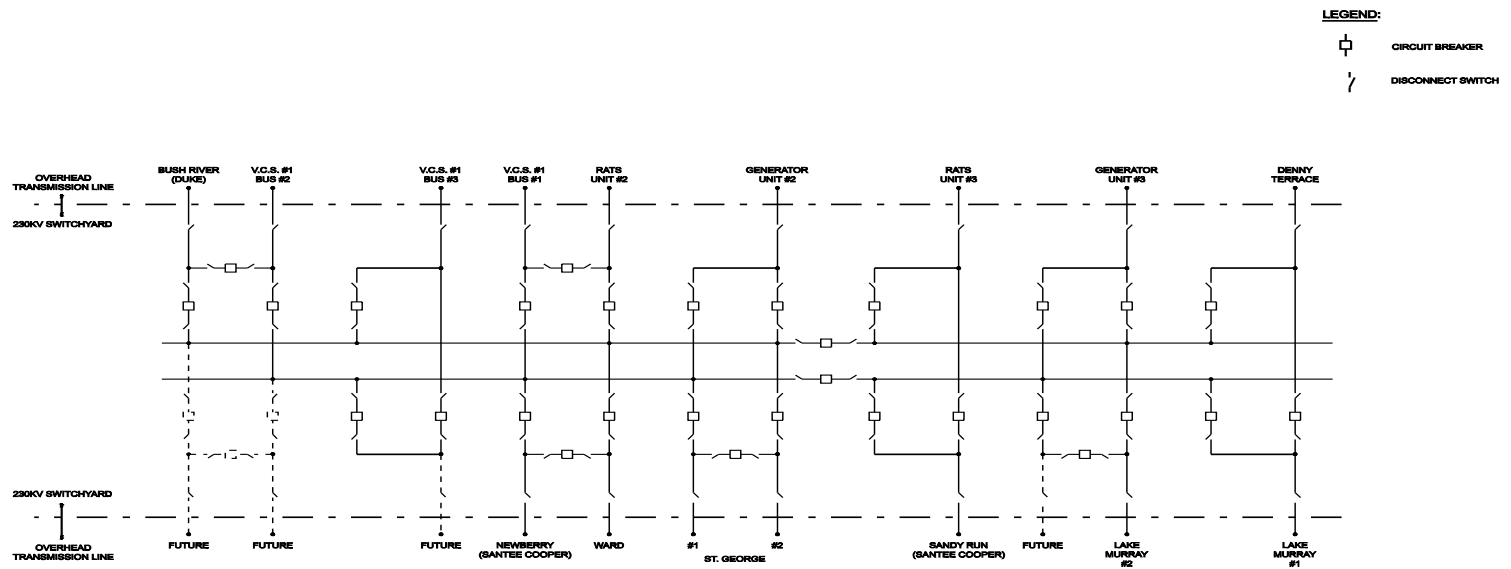 LEGEND:
CIRCUIT BREAKER
DISCONNECT SWITCH
OVERHEAD
TRANSMISSION LINE
230KV SWITCHYARD
BUSH RIVER
(DUKE)
V.C.S. #1
BUS #2
V.C.S. #1
BUS #3
V.C.S. #1
BUS #1
RATS
UNIT #2
GENERATOR
UNIT #2
RATS
UNIT #3
GENERATOR
UNIT #3
DENNY
TERRACE
230KV SWITCHYARD
OVERHEAD
TRANSMISSION LINE
FUTURE
FUTURE
FUTURE
NEWBERRY
(SANTEE COOPER)
WARD
#1
#2
ST. GEORGE
SANDY RUN
(SANTEE COOPER)
FUTURE
LAKE
MURRAY
#2
LAKE
MURRAY
#1